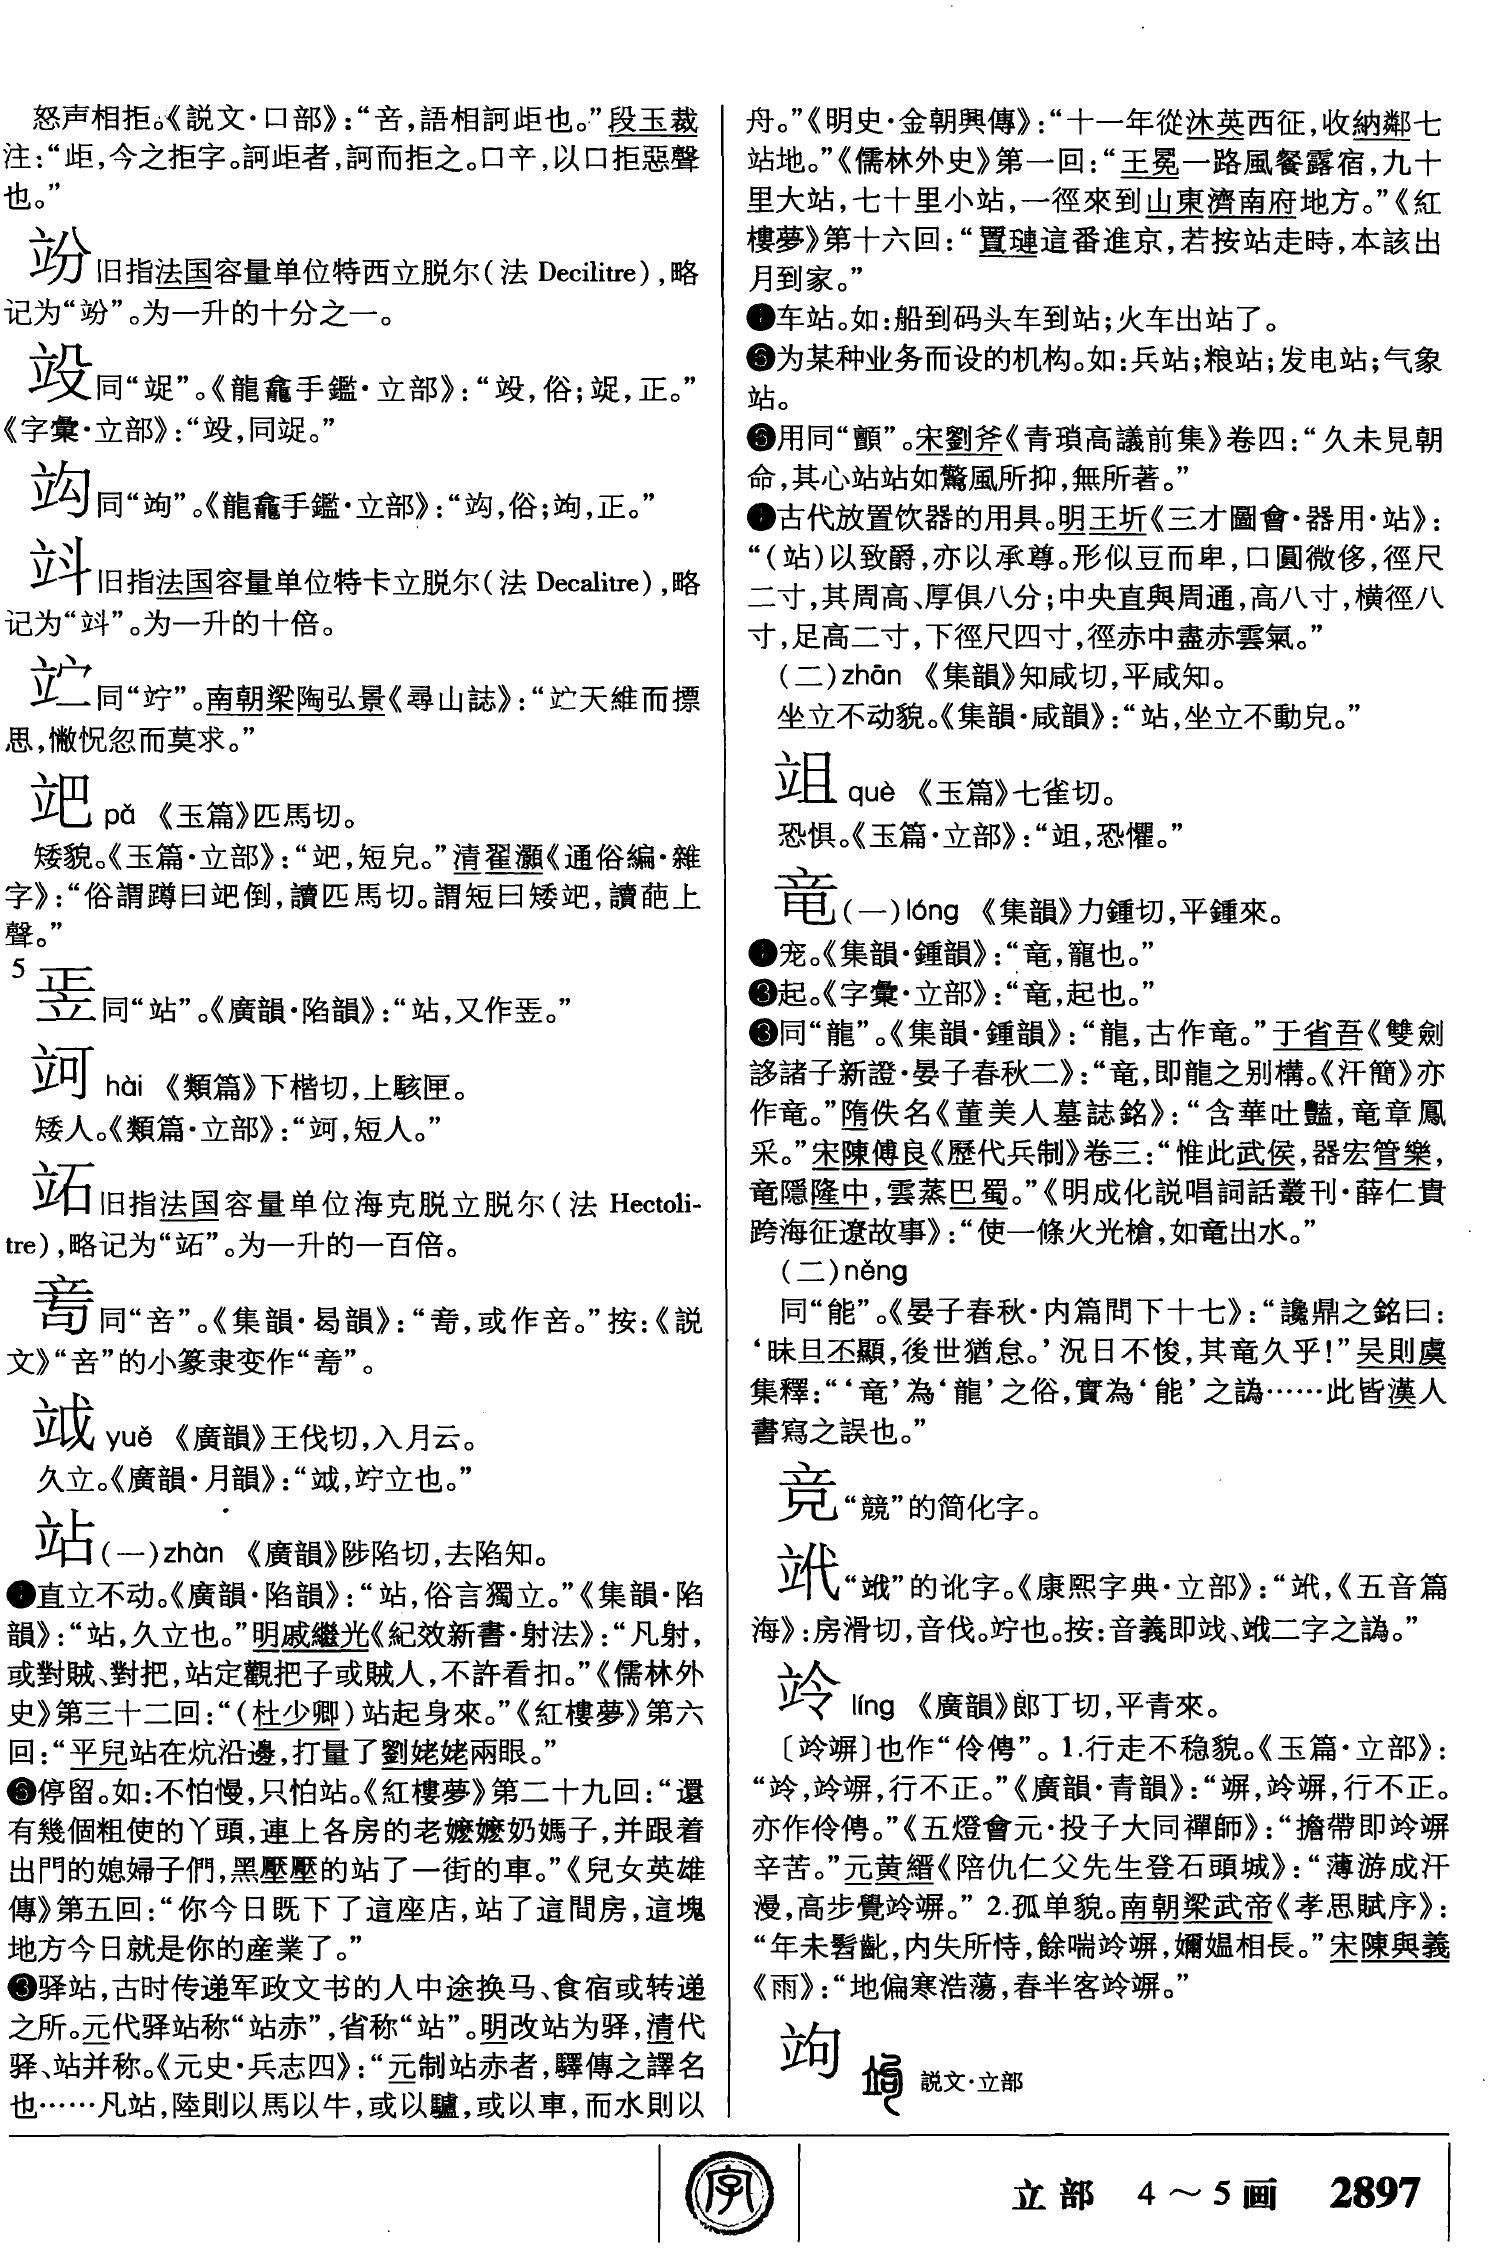 怒声相拒。《説文·口部》：“咅，語相訶歫也。”段玉裁
注：“歫，今之拒字。訶歫者，訶而拒之。口䇂，以口拒惡聲
也。”
竕旧指法国容量单位特西立脱尔（法 Decilitre），略
记为“竕”。为一升的十分之一。
𥩟同“娖”。《龍龕手鑑·立部》：“𥩟，俗；娖，正。”
《字彙·立部》：“𥩟，同娖。”
同“竘”。《龍龕手鑑·立部》：“俗；竘，正。”
竍旧指法国容量单位特卡立脱尔（法 Decalitre），略
记为“竍”。为一升的十倍。
同“竚”。南朝梁陶弘景《尋山誌》：“天維而摽
思，憿怳忽而莫求。”
竐 pǎ 《玉篇》匹馬切。
矮貌。《玉篇·立部》：“短皃。”清翟灝《通俗編·雜
字》：“俗謂蹲曰倒，讀匹馬切。謂短曰矮，讀葩上
聲。”
5
同“站”。《廣韻·陷韻》：“站，又作。”
hài 《類篇》下楷切，上駭匣。
矮人。《類篇·立部》：“短人。”
竡旧指法国容量单位海克脱立脱尔（法 Hectoli-
tre），略记为“”。为一升的一百倍。
同“咅”。《集韻·曷韻》：“或作咅。”按：《説
文》“咅”的小篆隶变作“”。
yuè 《廣韻》王伐切，入月云。
久立。《廣韻·月韻》：“竚立也。”
站（一）zhàn 《廣韻》陟陷切，去陷知。
❶直立不动。《廣韻·陷韻》：“站，俗言獨立。”《集韻·陷
韻》：“站，久立也。”明戚繼光《紀效新書·射法》：“凡射，
或對賊、對把，站定觀把子或賊人，不許看扣。”《儒林外
史》第三十二回：“（杜少卿）站起身來。”《紅樓夢》第六
回：“平兒站在炕沿邊，打量了劉姥姥兩眼。”
停留。如：不怕慢，只怕站。《紅樓夢》第二十九回：“還
有幾個粗使的丫頭，連上各房的老嬤嬤奶媽子，并跟着
出門的媳婦子們，黑壓壓的站了一街的車。”《兒女英雄
傳》第五回：“你今日既下了這座店，站了這間房，這塊
地方今日就是你的産業了。”
❸驿站，古时传递军政文书的人中途换马、食宿或转递
之所。元代驿站称“站赤”，省称“站”。明改站为驿，清代
驿、站并称。《元史·兵志四》：“元制站赤者，驛傳之譯名
也……凡站，陸則以馬以牛，或以驢，或以車，而水則以
舟。”《明史·金朝興傳》：“十一年從沐英西征，收納鄰七
站地。”《儒林外史》第一回：“王冕一路風餐露宿，九十
里大站，七十里小站，一徑來到山東濟南府地方。”《紅
樓夢》第十六回：“賈璉這番進京，若按站走時，本該出
月到家。”
车站。如：船到码头车到站；火车出站了。
为某种业务而设的机构。如：兵站；粮站；发电站；气象
站。
用同“顫”。宋劉斧《青瑣高議前集》卷四：“久未見朝
命，其心站站如驚風所抑，無所著。”
古代放置饮器的用具。明王圻《三才圖會·器用·站》：
“（站）以致爵，亦以承尊。形似豆而卑，口圓微侈，徑尺
二寸，其周高、厚俱八分；中央直與周通，高八寸，横徑八
寸，足高二寸，下徑尺四寸，徑赤中盡赤雲氣。”
（二）zhān 《集韻》知咸切，平咸知。
坐立不动貌。《集韻·咸韻》：“站，坐立不動皃。”
䇊 què 《玉篇》七雀切。
恐惧。《玉篇·立部》：“䇊，恐懼。”
竜（一）lóng 《集韻》力鍾切，平鍾來。
❶宠。《集韻·鍾韻》：“竜，寵也。”
起。《字彙·立部》：“竜，起也。”
❸同“龍”。《集韻·鍾韻》：“龍，古作竜。”于省吾《雙劍
誃諸子新證·晏子春秋二》：“竜，即龍之别構。《汗簡》亦
作竜。”隋佚名《董美人墓誌銘》：“含華吐豔，竜章鳳
采。”宋陳傅良《歷代兵制》卷三：“惟此武侯，器宏管樂，
竜隱隆中，雲蒸巴蜀。”《明成化説唱詞話叢刊·薛仁貴
跨海征遼故事》：“使一條火光槍，如竜出水。”
（二）něng
同“能”。《晏子春秋·内篇問下十七》：“讒鼎之銘曰：
‘昧旦丕顯，後世猶怠。’況日不悛，其竜久乎！”吴則虞
集釋：“‘竜’為‘龍’之俗，實為‘能’之譌……此皆漢人
書寫之誤也。”
竞“競”的简化字。
“䇈”的讹字。《康熙字典·立部》：“《五音篇
海》：房滑切，音伐。竚也。按：音義即二字之譌。”
竛 líng 《廣韻》郎丁切，平青來。
〔竛竮〕也作“伶俜”。1.行走不稳貌。《玉篇·立部》：
“竛，竛竮，行不正。”《廣韻·青韻》：“竮，竛竮，行不正。
亦作伶俜。”《五燈會元·投子大同禪師》：“擔帶即竛竮
辛苦。”元黄縉《陪仇仁父先生登石頭城》：“薄游成汗
漫，高步覺竛竮。” 2.孤单貌。南朝梁武帝《孝思賦序》：
“年未髫齔，内失所恃，餘喘竛竮，嬭媪相長。”宋陳與義
《雨》：“地偏寒浩蕩，春半客竛竮。”
竘 説文·立部
字 立部 4～5画 2897